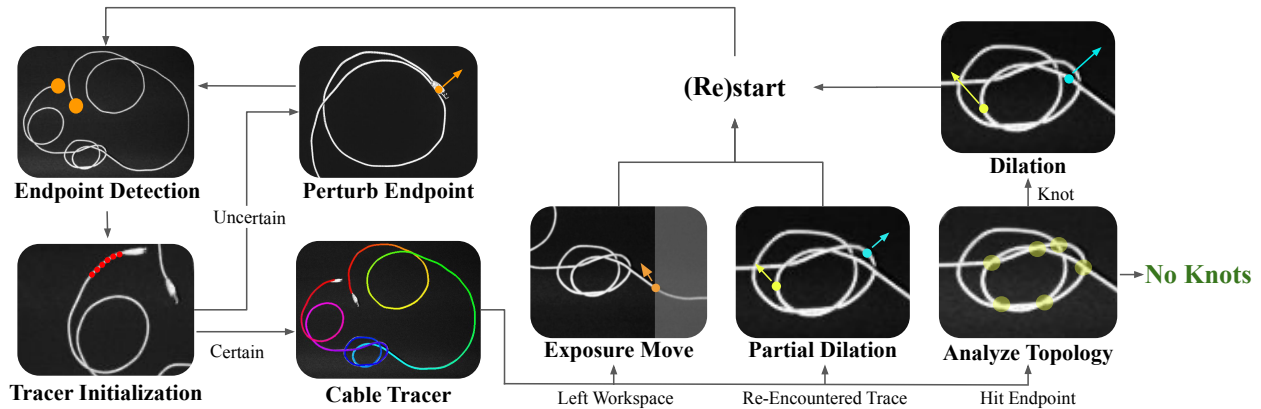 (Re)start
Endpoint Detection
Perturb Endpoint
Dilation
Uncertain
Knot
No Knots
Certain
Tracer Initialization
Cable Tracer
Exposure Move
Partial Dilation
Analyze Topology
Left Workspace
Re-Encountered Trace
Hit Endpoint